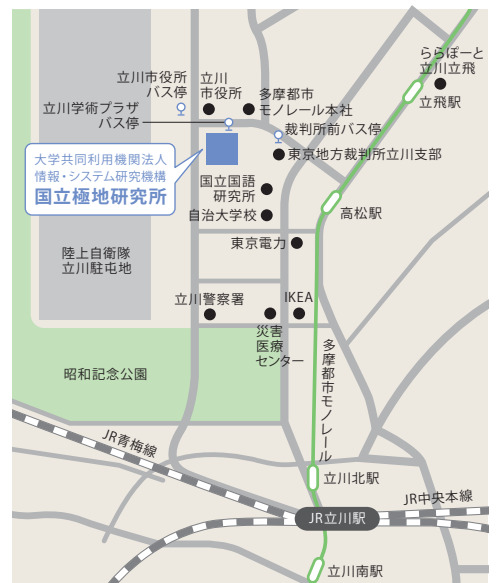 ららぽーと
立川立飛
立飛駅
立川市役所
バス停
立川
市役所
多摩都市
モノレール本社
立川学術プラザ
バス停
裁判所前バス停
東京地方裁判所立川支部
大学共同利用機関法人
情報・システム研究機構
国立極地研究所
国立国語
研究所
自治大学校
高松駅
東京電力
陸上自衛隊
立川駐屯地
立川警察署
IKEA
災害
医療
センター
多摩都市モノレール
昭和記念公園
JR青梅線
立川北駅
JR中央本線
JR立川駅
立川南駅